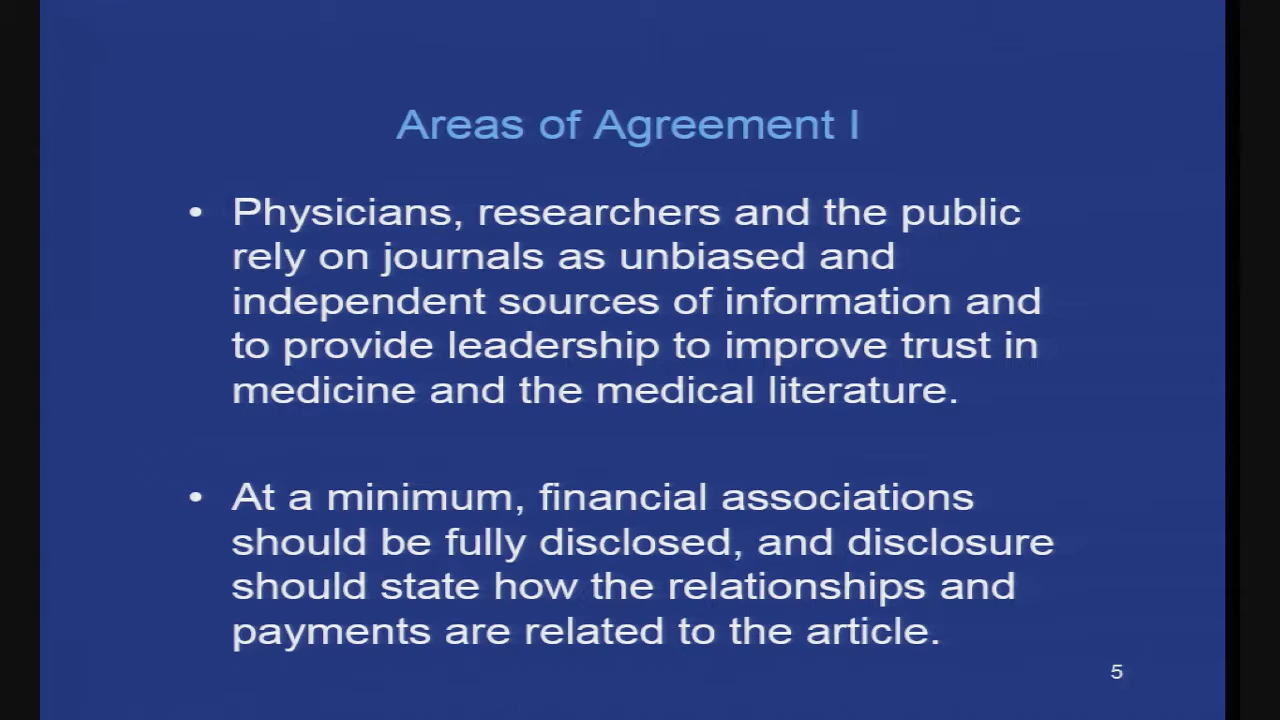 Areas of Agreement I
• Physicians, researchers and the public
rely on journals as unbiased and
independent sources of information and
to provide leadership to improve trust in
medicine and the medical literature.
• At a minimum, financial associations
should be fully disclosed, and disclosure
should state how the relationships and
payments are related to the article.
5